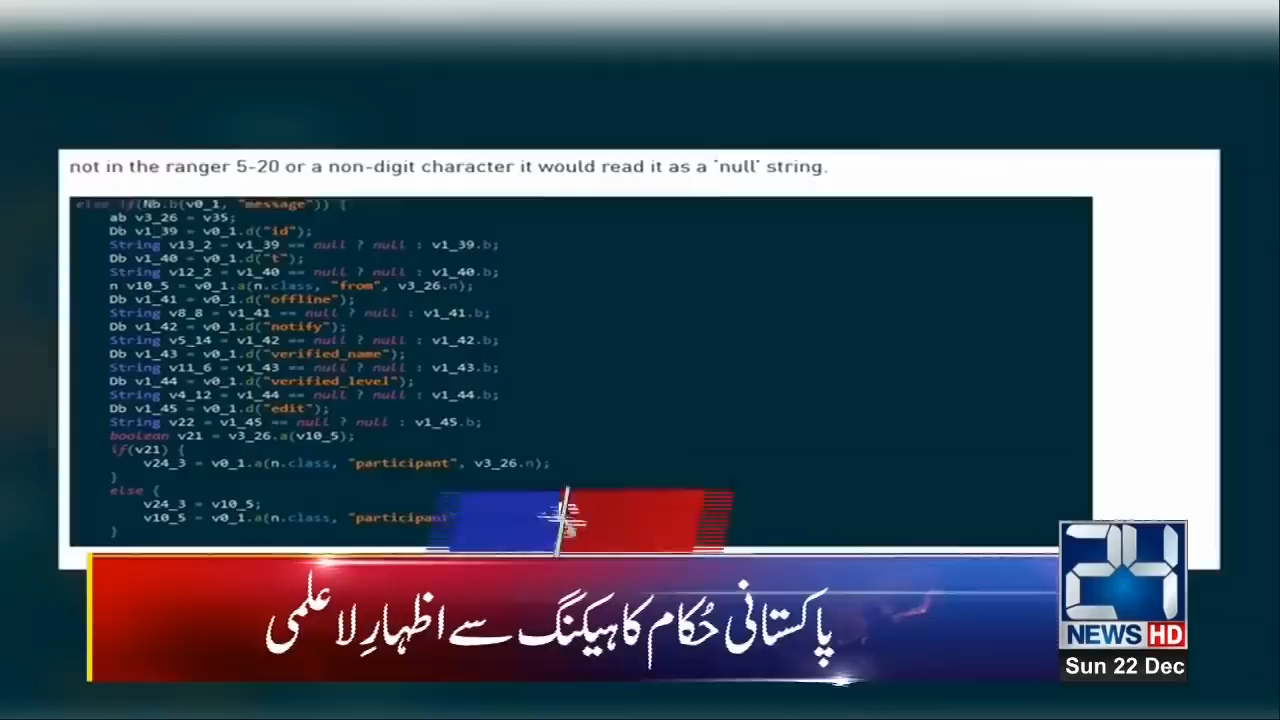 not in the ranger 5-20 or a non-digit character it would read it as a 'null' string.
else if(Nb.b(v0_1, "message")) {
ab v3_26 = v35;
Db v1_39 = v0_1.d("id");
String v13_2 = v1_39 == null ? null : v1_39.b;
Db v1_40 = v0_1.d("t");
String v12_2 = v1_40 == null ? null : v1_40.b;
n v10_5 = v0_1.a(n.class, "from", v3_26.n);
Db v1_41 = v0_1.d("offline");
String v8_8 = v1_41 == null ? null : v1_41.b;
Db v1_42 = v0_1.d("notify");
String v5_14 = v1_42 == null ? null : v1_42.b;
Db v1_43 = v0_1.d("verified_name");
String v11_6 = v1_43 == null ? null : v1_43.b;
Db v1_44 = v0_1.d("verified_level");
String v4_12 = v1_44 == null ? null : v1_44.b;
Db v1_45 = v0_1.d("edit");
String v22 = v1_45 == null ? null : v1_45.b;
boolean v21 = v3_26.a(v10_5);
if(v21) {
v24_3 = v0_1.a(n.class, "participant", v3_26.n);
}
else {
v24_3 = v10_5;
v10_5 = v0_1.a(n.class, "participant"
}
پاکستانی حُکام کا ہیکنگ سے اظہارِ لا علمی
24
NEWS HD
Sun 22 Dec